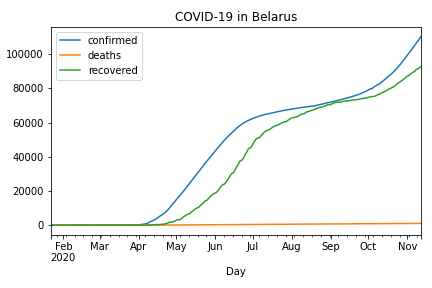 COVID-19 in Belarus
confirmed
deaths
recovered
100000
80000
60000
40000
20000
0
Feb Mar Apr May Jun Jul Aug Sep Oct Nov
2020
Day